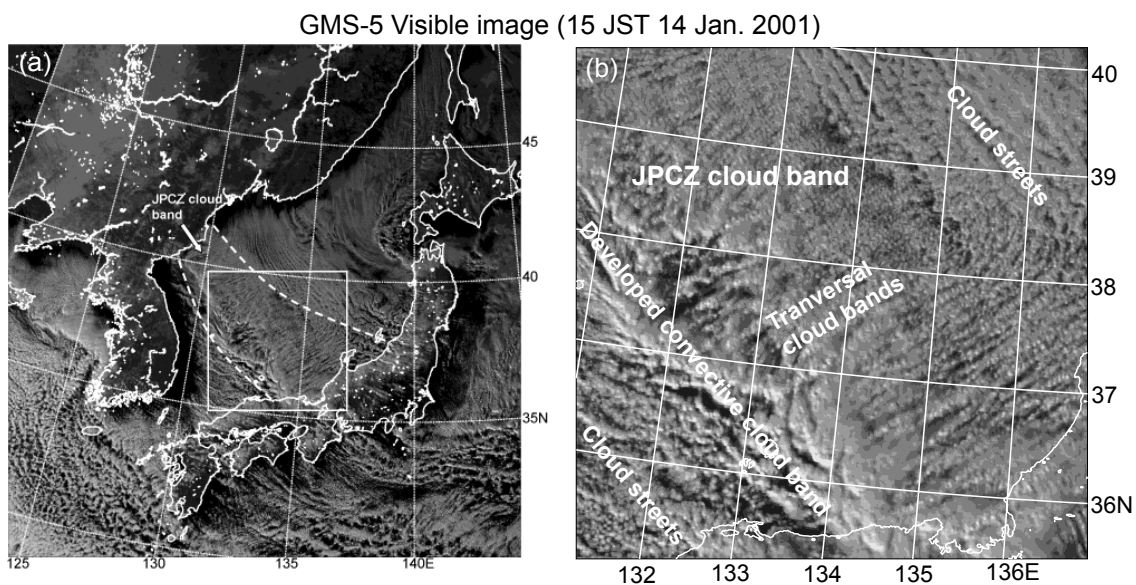 GMS-5 Visible image (15 JST 14 Jan. 2001)
(a)
JPCZ cloud
band
45
40
35N
125
130
135
140E
(b)
Cloud streets
JPCZ cloud band
Developed convective cloud band
Tranversal
cloud bands
Cloud streets
40
39
38
37
36N
132
133
134
135
136E